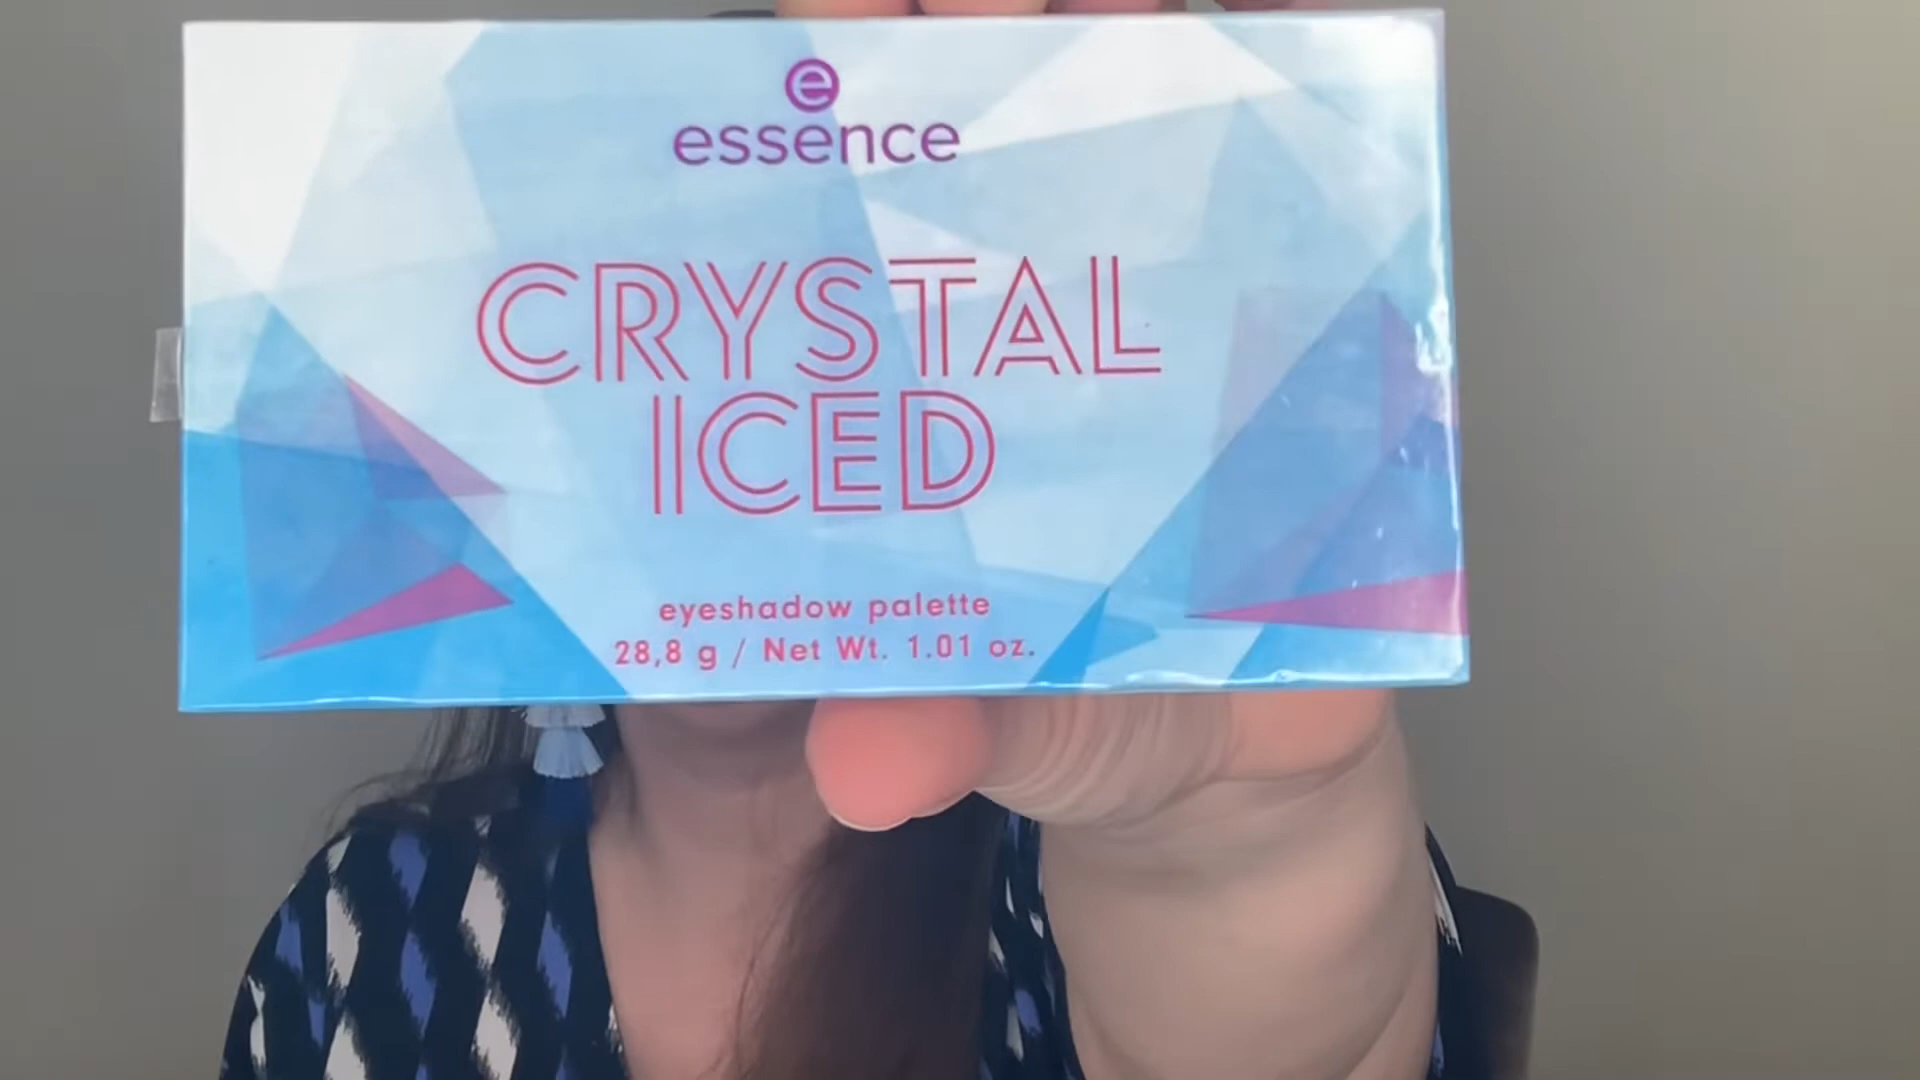 e
essence
CRYSTAL
ICED
eyeshadow palette
28,8 g / Net Wt. 1.01 oz.